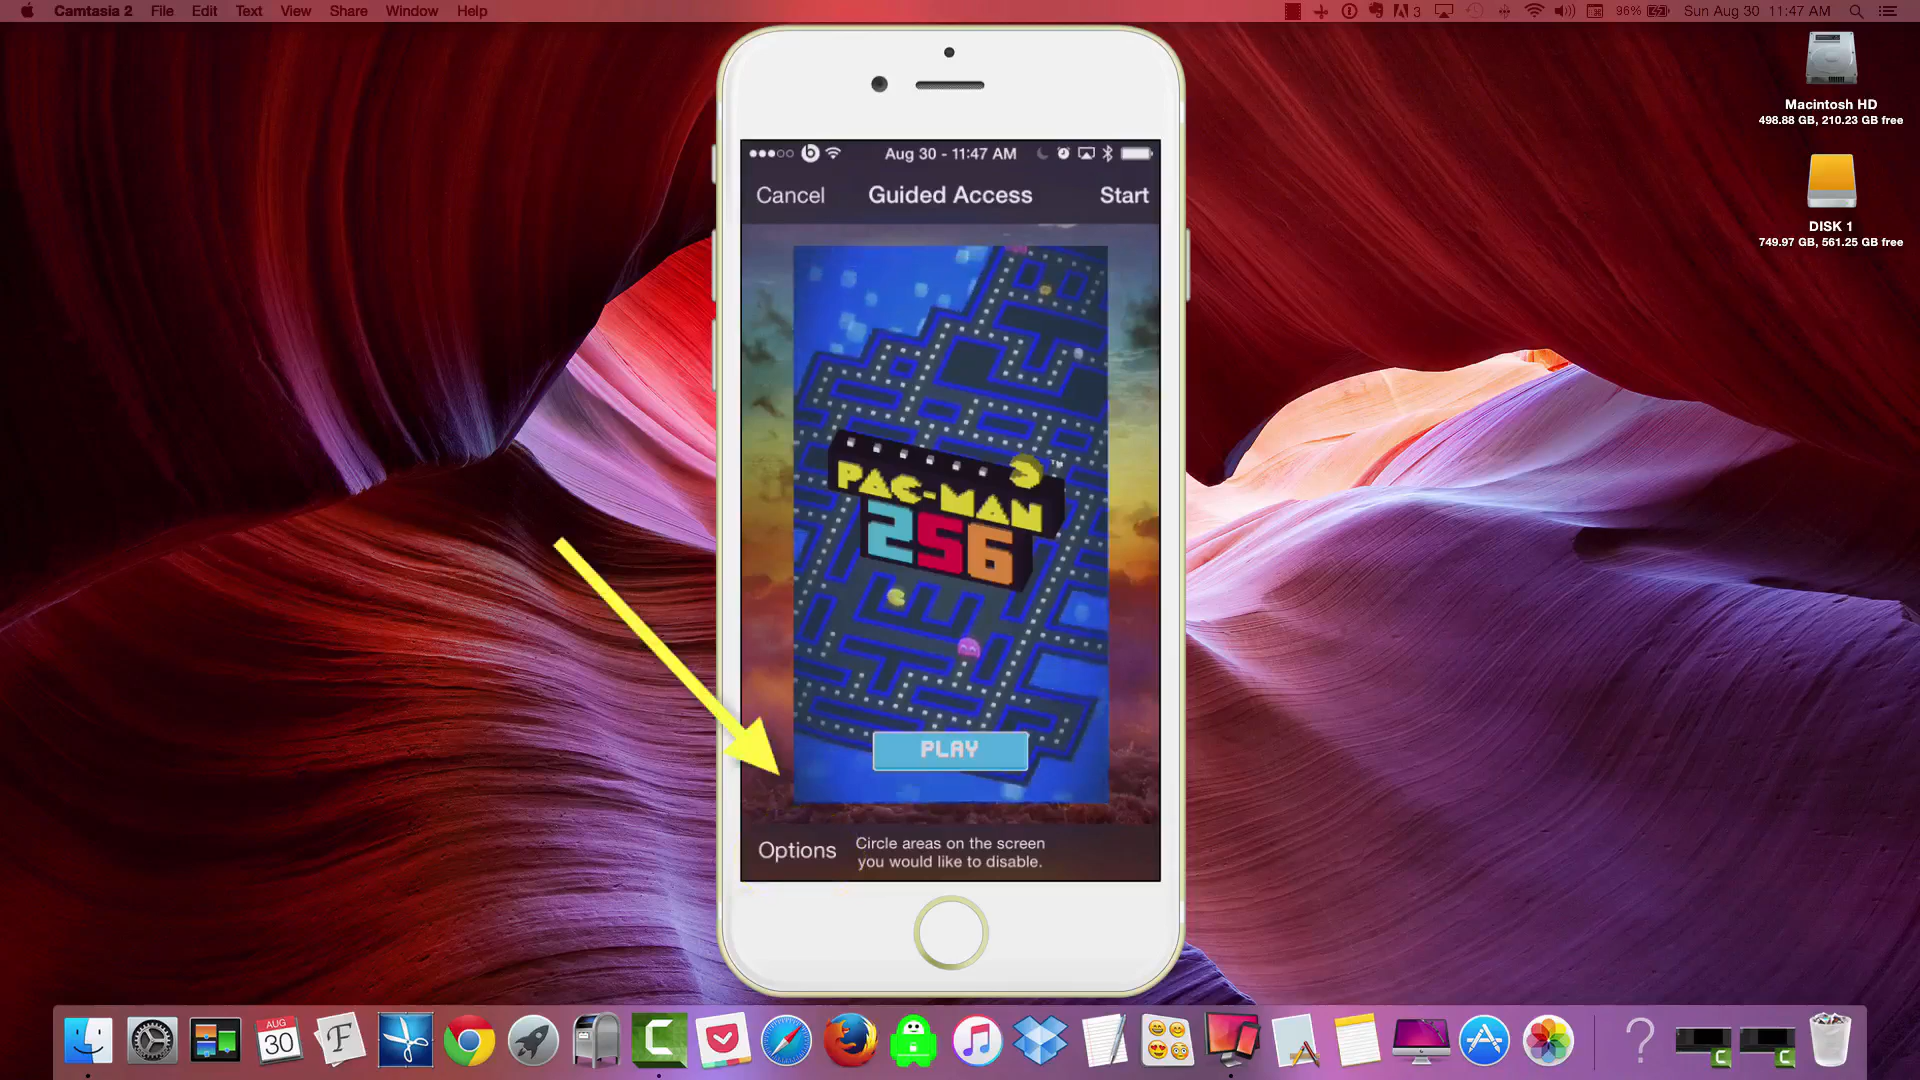 Camtasia 2 File Edit Text View Share Window Help
3 96% Sun Aug 30 11:47 AM
Macintosh HD
498.88 GB, 210.23 GB free
DISK 1
749.97 GB, 561.25 GB free
Aug 30 - 11:47 AM
Cancel Guided Access Start
PAC-MAN™
256
PLAY
Options
Circle areas on the screen
you would like to disable.
AUG
30
F
?